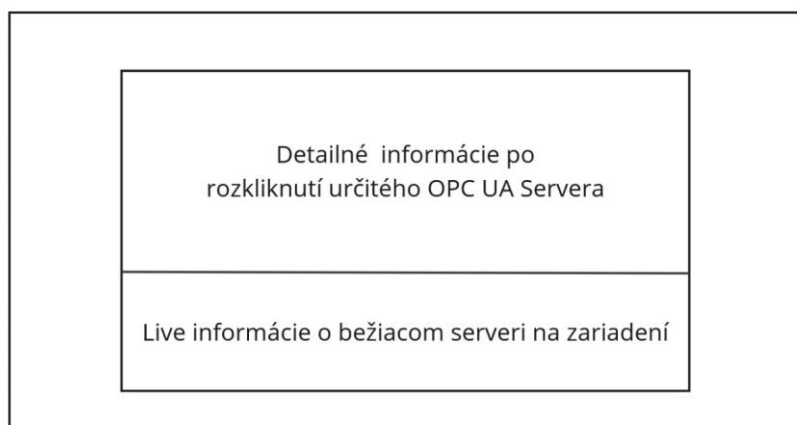 Detailné informácie po
rozkliknutí určitého OPC UA Servera
Live informácie o bežiacom serveri na zariadení